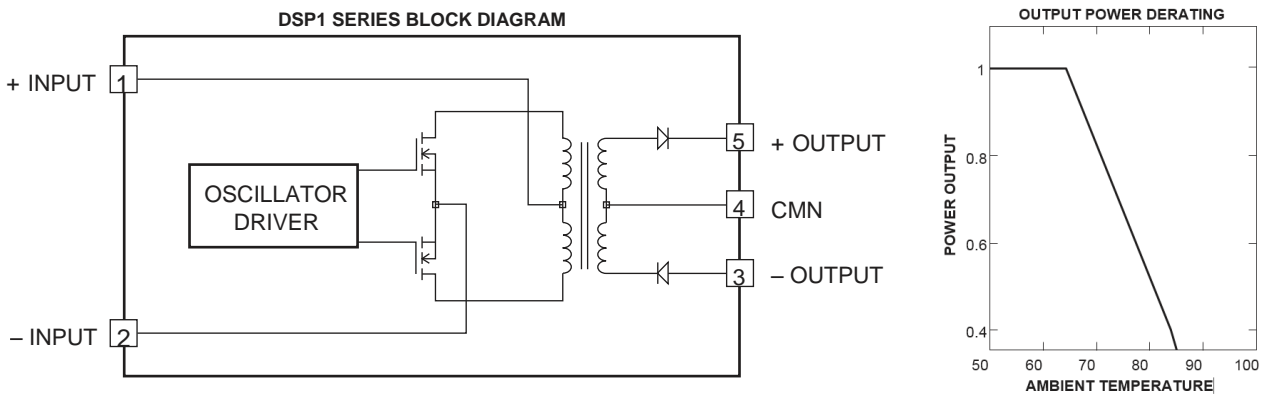 DSP1 SERIES BLOCK DIAGRAM
+ INPUT
1
OSCILLATOR
DRIVER
– INPUT
2
5
+ OUTPUT
4
CMN
3
– OUTPUT
OUTPUT POWER DERATING
POWER OUTPUT
1
0.8
0.6
0.4
50 60 70 80 90 100
AMBIENT TEMPERATURE